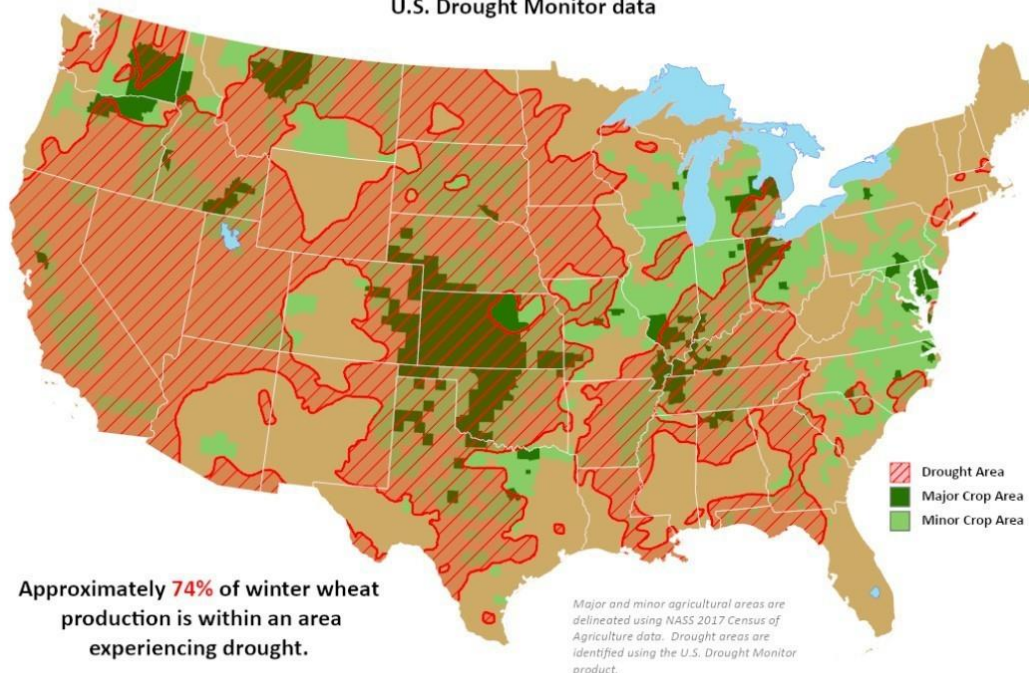 U.S. Drought Monitor data
Drought Area
Major Crop Area
Minor Crop Area
Approximately 74% of winter wheat
production is within an area
experiencing drought.
Major and minor agricultural areas are
delineated using NASS 2017 Census of
Agriculture data. Drought areas are
identified using the U.S. Drought Monitor
product.